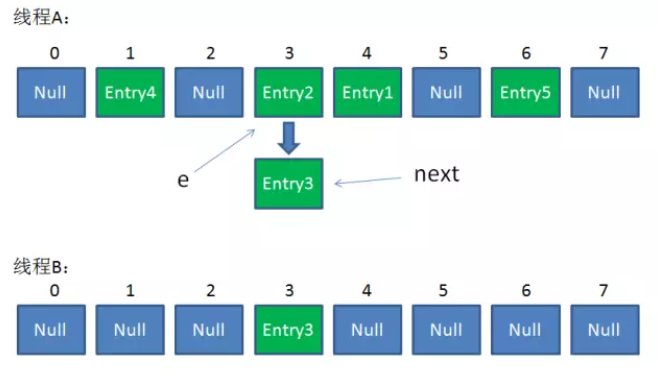 线程A:
0 1 2 3 4 5 6 7
Null Entry4 Null Entry2 Entry1 Null Entry5 Null
e Entry3 next
线程B:
0 1 2 3 4 5 6 7
Null Null Null Entry3 Null Null Null Null